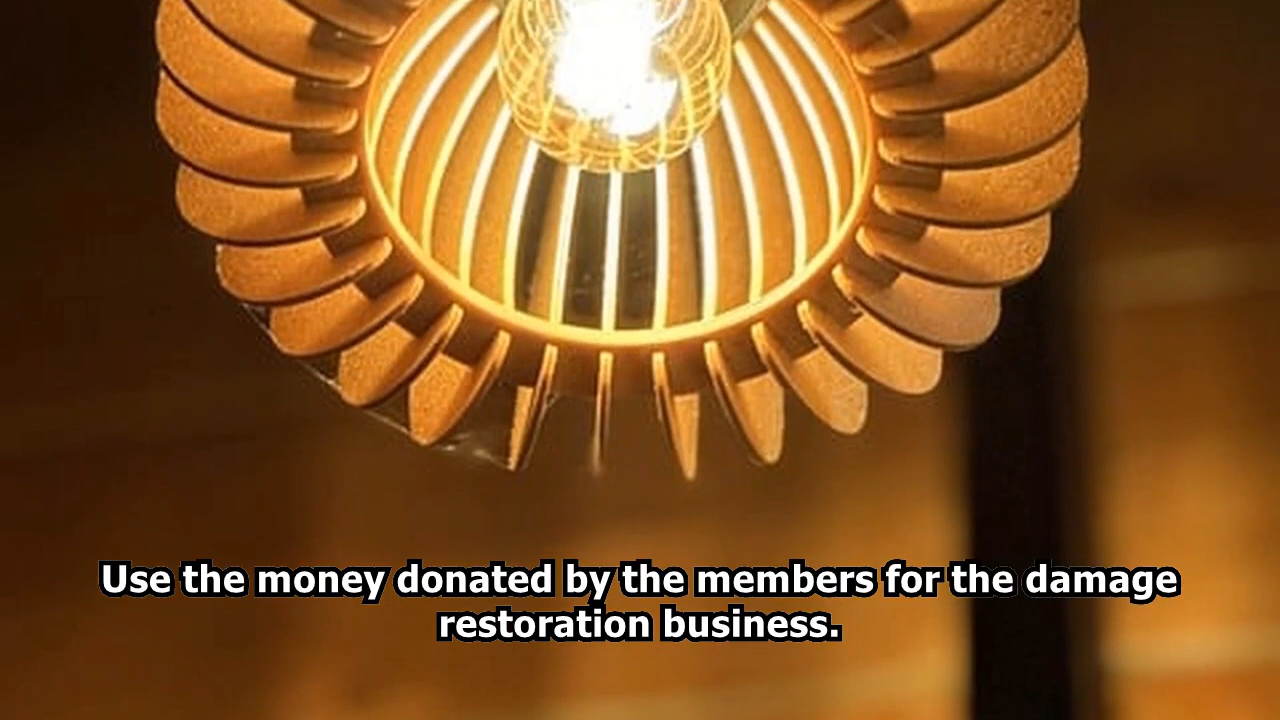 Use the money donated by the members for the damage
restoration business.